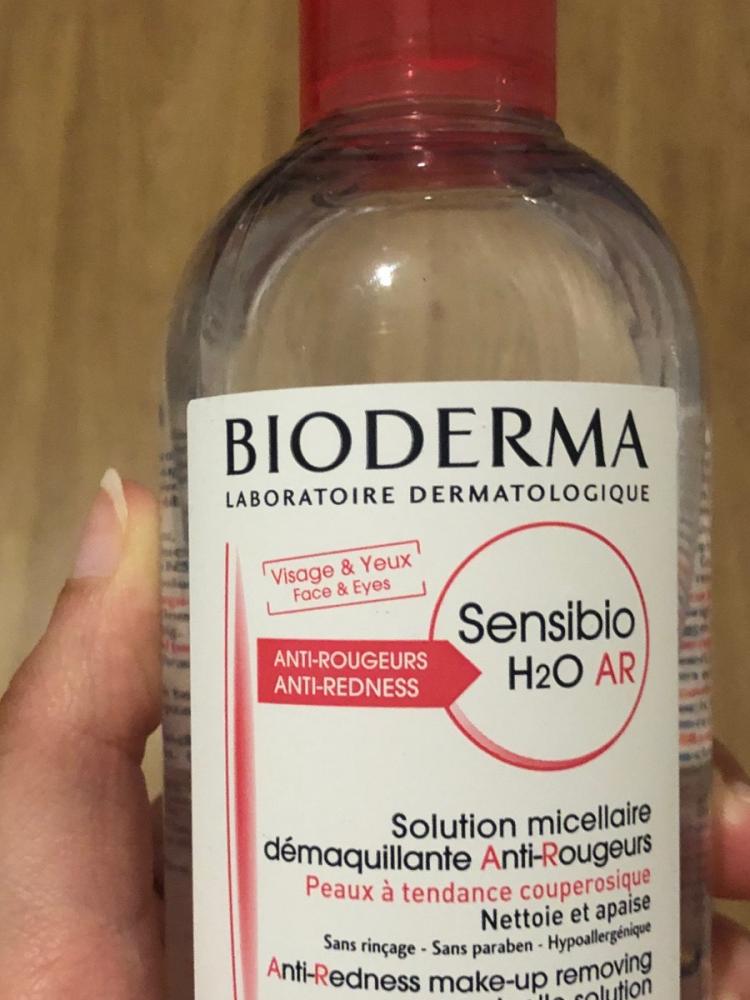 BIODERMA
LABORATOIRE DERMATOLOGIQUE
Visage & Yeux
Face & Eyes
ANTI-ROUGEURS
ANTI-REDNESS
Sensibio
H2O AR
Solution micellaire
démaquillante Anti-Rougeurs
Peaux à tendance couperosique
Nettoie et apaise
Sans rinçage - Sans paraben - Hypoallergénique
Anti-Redness make-up removing
solution